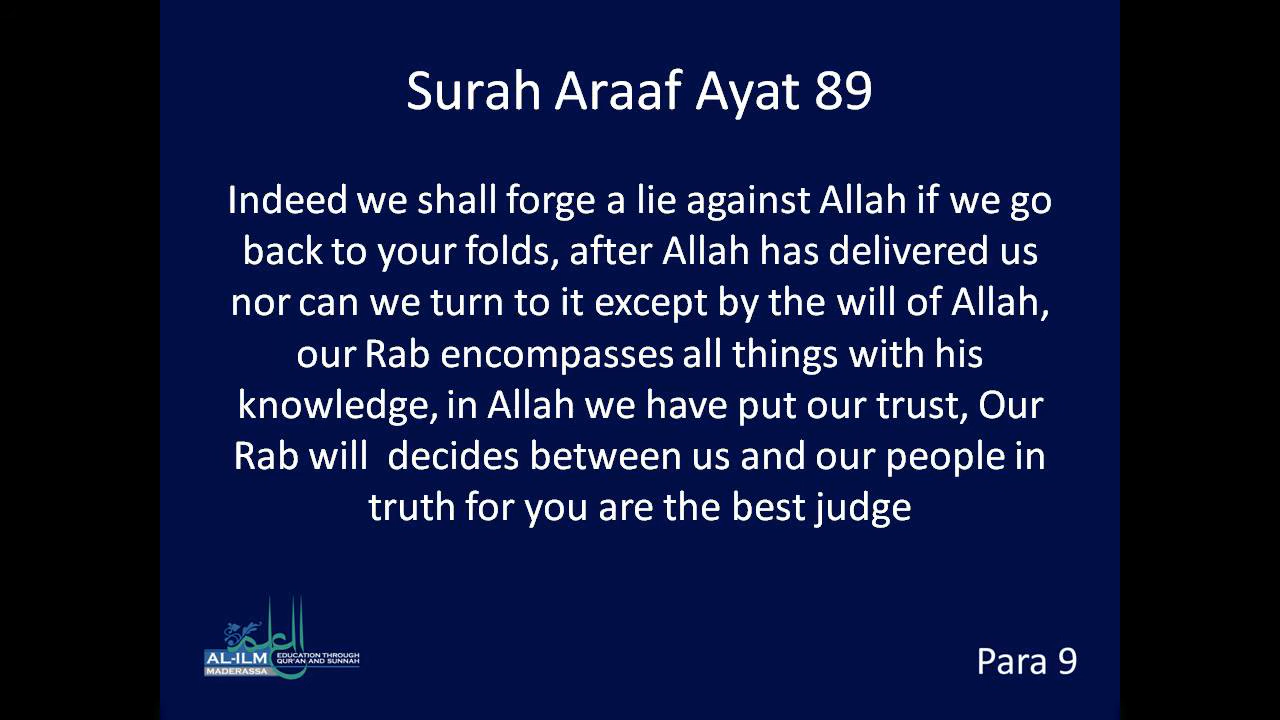 Surah Araaf Ayat 89
Indeed we shall forge a lie against Allah if we go
back to your folds, after Allah has delivered us
nor can we turn to it except by the will of Allah,
our Rab encompasses all things with his
knowledge, in Allah we have put our trust, Our
Rab will  decides between us and our people in
truth for you are the best judge
العلم
AL-ILM
MADERASSA
EDUCATION THROUGH
QUR'AN AND SUNNAH
Para 9